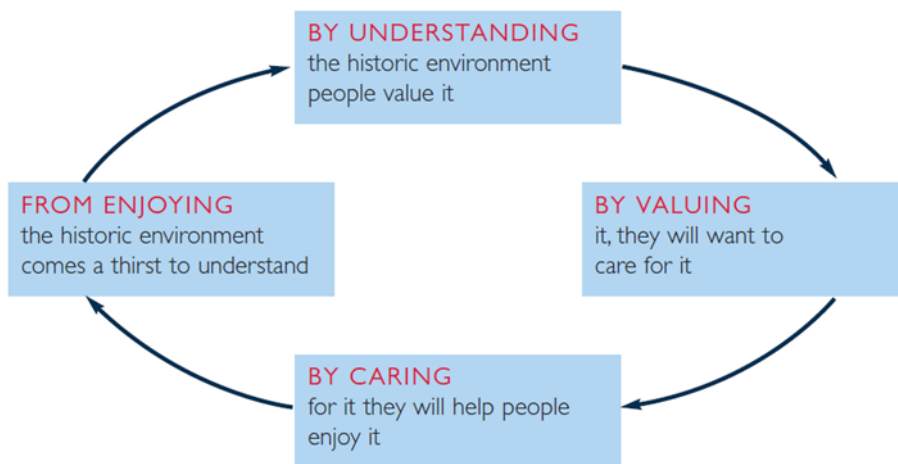 BY UNDERSTANDING
the historic environment
people value it
BY VALUING
it, they will want to
care for it
BY CARING
for it they will help people
enjoy it
FROM ENJOYING
the historic environment
comes a thirst to understand